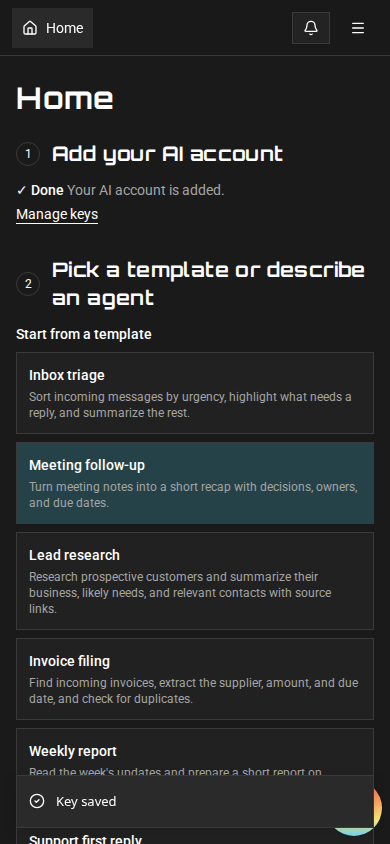 Home
Home
1 Add your AI account
✓ Done Your AI account is added.
Manage keys
2 Pick a template or describe
an agent
Start from a template
Inbox triage
Sort incoming messages by urgency, highlight what needs a
reply, and summarize the rest.
Meeting follow-up
Turn meeting notes into a short recap with decisions, owners,
and due dates.
Lead research
Research prospective customers and summarize their
business, likely needs, and relevant contacts with source
links.
Invoice filing
Find incoming invoices, extract the supplier, amount, and due
date, and check for duplicates.
Weekly report
Read the week's updates and prepare a short report on
Key saved
Support first reply